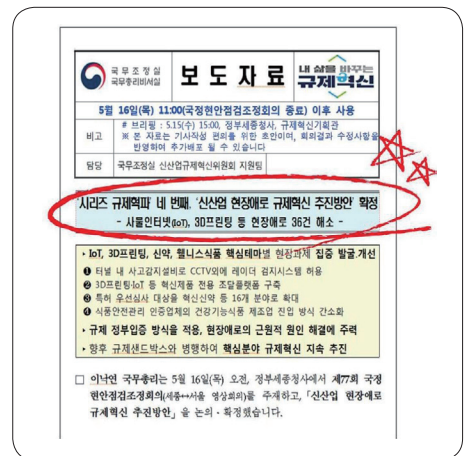 국무조정실
국무총리비서실
보도자료
내 삶을 바꾸는
규제혁신
5월 16일(목) 11:00(국정현안점검조정회의 종료) 이후 사용
비고
# 브리핑 : 5.15(수) 15:00, 정부세종청사, 규제혁신기획관
※ 본 자료는 기사작성 편의를 위한 초안이며, 회의결과 수정사항을
반영하여 추가배포 될 수 있습니다
담당
국무조정실 신산업규제혁신위원회 지원팀
'시리즈 규제혁파' 네 번째, '신산업 현장애로 규제혁신 추진방안' 확정
- 사물인터넷(IoT), 3D프린팅 등 현장애로 36건 해소 -
▸ IoT, 3D프린팅, 신약, 웰니스식품 핵심테마별 현장과제 집중 발굴·개선
❶ 터널 내 사고감지설비로 CCTV외에 레이더 검지시스템 허용
❷ 3D프린팅·IoT 등 혁신제품 전용 조달플랫폼 구축
❸ 특허 우선심사 대상을 혁신신약 등 16개 분야로 확대
❹ 식품안전관리 인증업체의 건강기능식품 제조업 진입 방식 간소화
▸ 규제 정부입증 방식을 적용, 현장애로의 근원적 원인 해결에 주력
▸ 향후 규제샌드박스와 병행하여 핵심분야 규제혁신 지속 추진
□ 이낙연 국무총리는 5월 16일(목) 오전, 정부세종청사에서 제77회 국정
현안점검조정회의(세종↔서울 영상회의)를 주재하고, 「신산업 현장애로
규제혁신 추진방안」을 논의·확정했습니다.